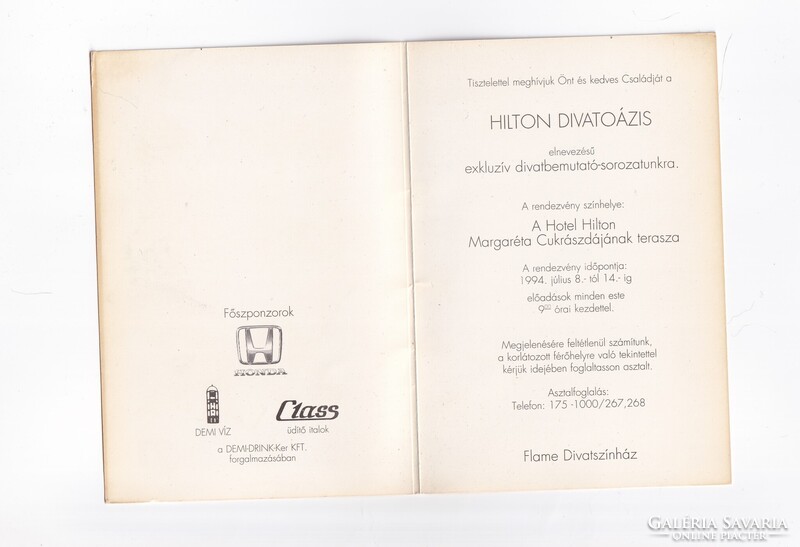 Főszponzorok
HONDA
DEMI VÍZ
Class
üdítő italok
a DEMI-DRINK-Ker KFT.
forgalmazásában
Tisztelettel meghívjuk Önt és kedves Családját a
HILTON DIVATOÁZIS
elnevezésű
exkluzív divatbemutató-sorozatunkra.
A rendezvény színhelye:
A Hotel Hilton
Margaréta Cukrászdájának terasza
A rendezvény időpontja:
1994. július 8.- tól 14.- ig
előadások minden este
9⁰⁰ órai kezdettel.
Megjelenésére feltétlenül számítunk,
a korlátozott férőhelyre való tekintettel
kérjük idejében foglaltasson asztalt.
Asztalfoglalás:
Telefon: 175 -1000/267,268
Flame Divatszínház
GALÉRIA SAVARIA
ONLINE PIACTÉR